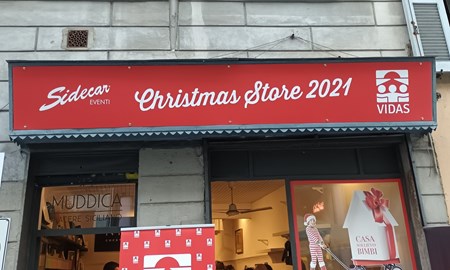 Sidecar
EVENTI
Christmas Store 2021
VIDAS
MUDDICA
CASA
BIMBI